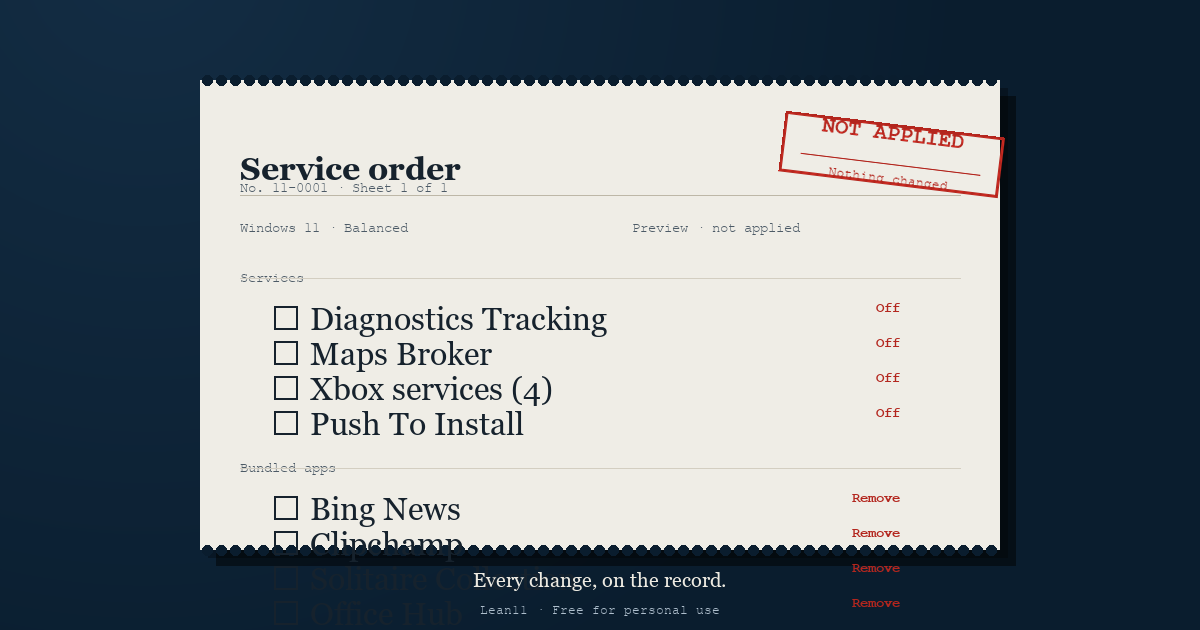 NOT APPLIED
Nothing changed
Service order
No. 11-0001 · Sheet 1 of 1
Windows 11 · Balanced
Preview · not applied
Services
Diagnostics Tracking Off
Maps Broker Off
Xbox services (4) Off
Push To Install Off
Bundled apps
Bing News Remove
Clipchamp Remove
Solitaire Remove
Every change, on the record.
Office Hub Remove
Lean11 · Free for personal use